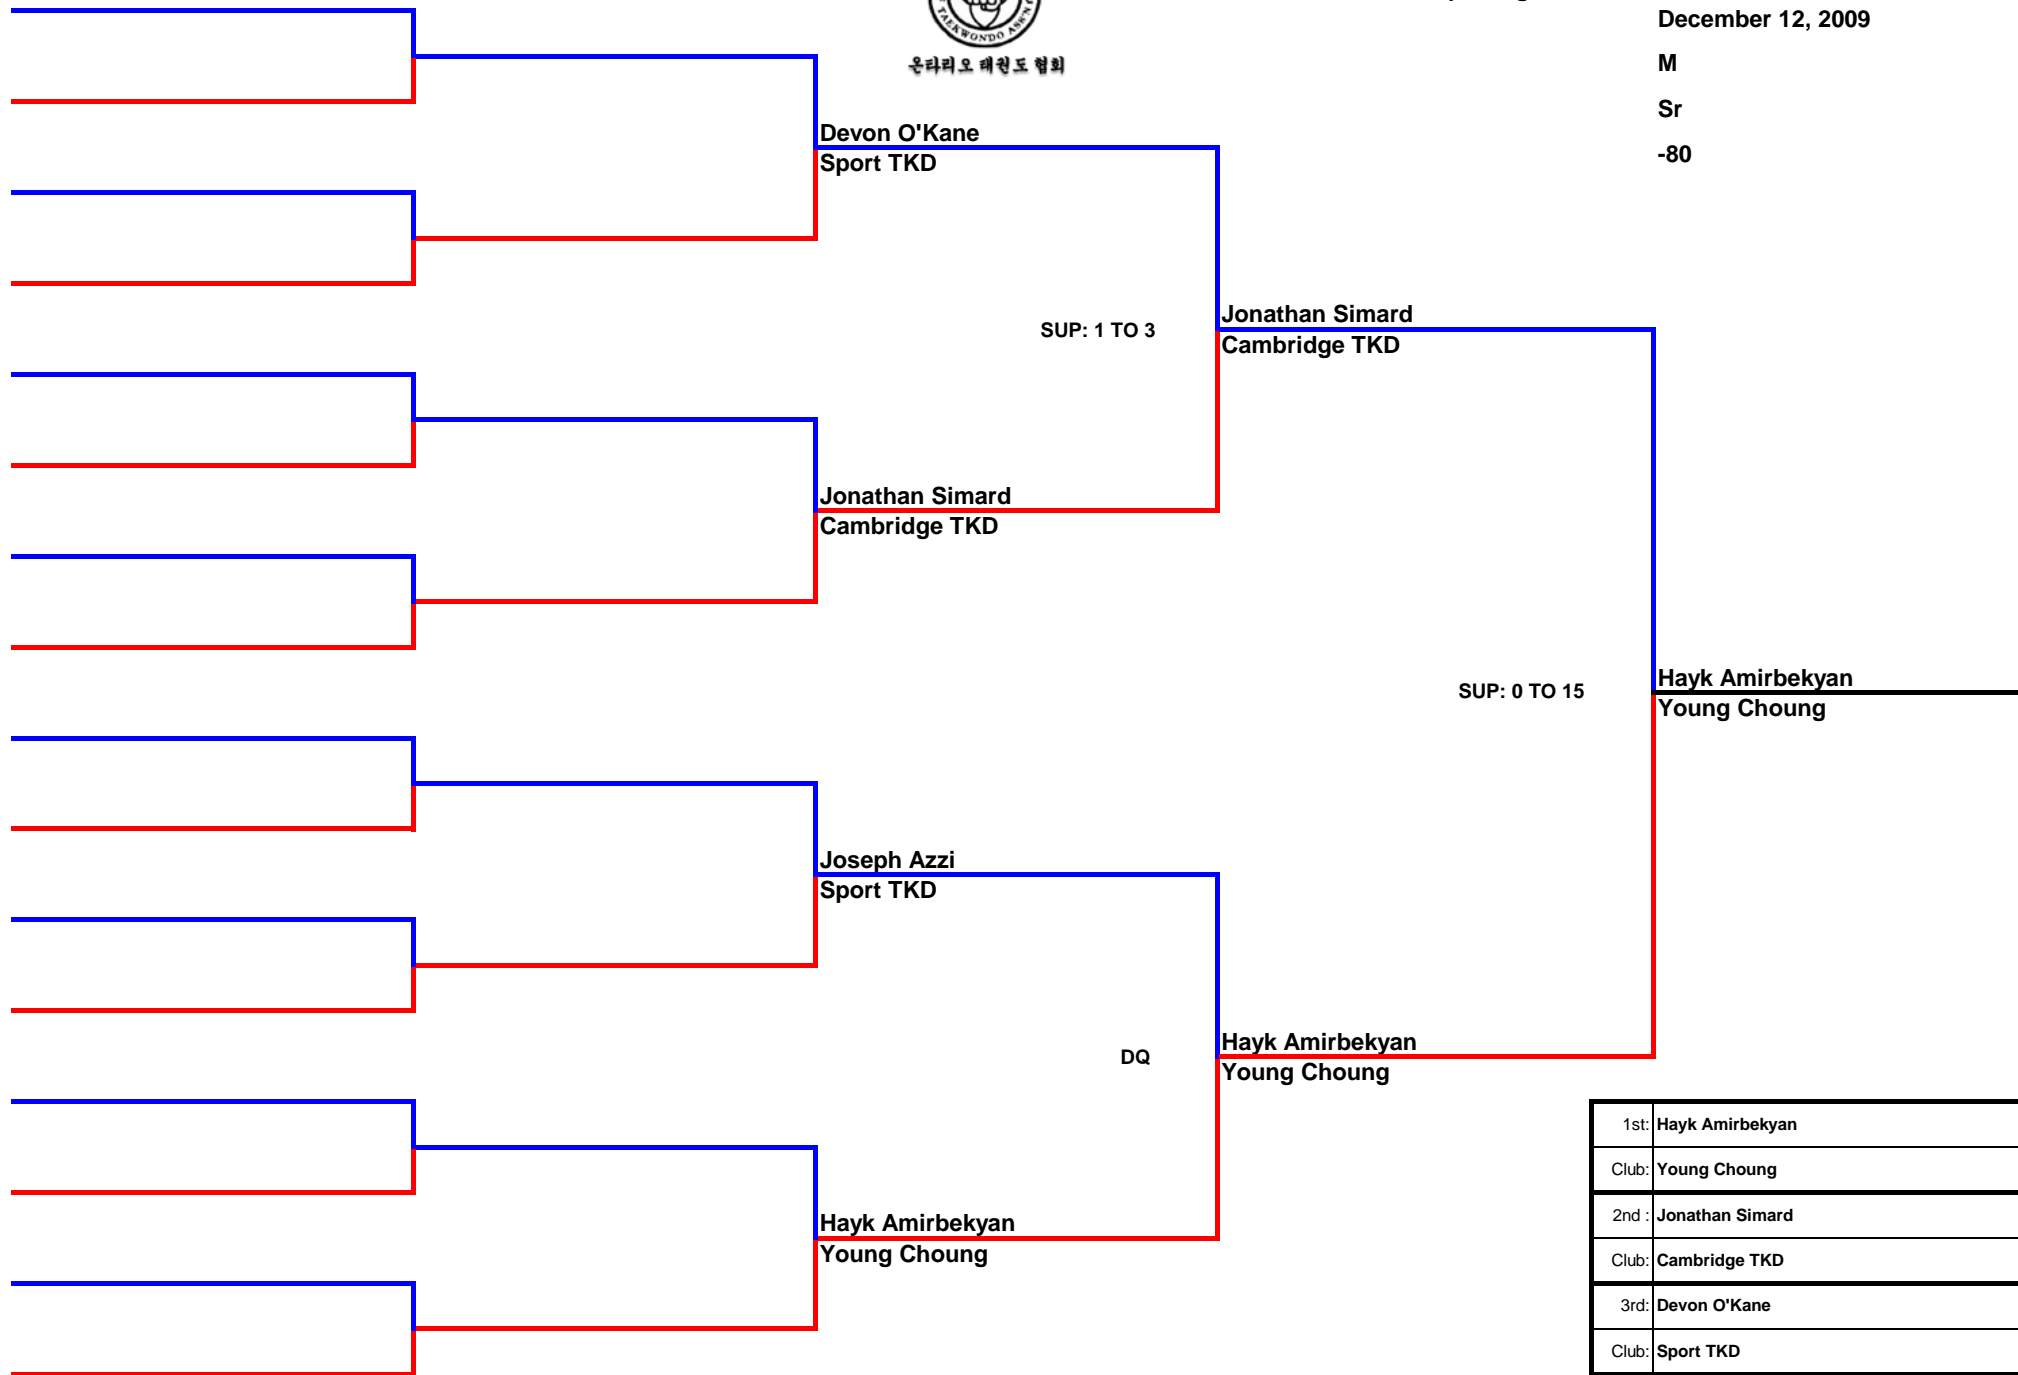 TAEKWONDO ASS'N
온타리오 태권도 협회
December 12, 2009
M
Sr
-80
Devon O'Kane
Sport TKD
SUP: 1 TO 3
Jonathan Simard
Cambridge TKD
Jonathan Simard
Cambridge TKD
SUP: 0 TO 15
Hayk Amirbekyan
Young Choung
Joseph Azzi
Sport TKD
DQ
Hayk Amirbekyan
Young Choung
Hayk Amirbekyan
Young Choung
1st: Hayk Amirbekyan
Club: Young Choung
2nd : Jonathan Simard
Club: Cambridge TKD
3rd: Devon O'Kane
Club: Sport TKD